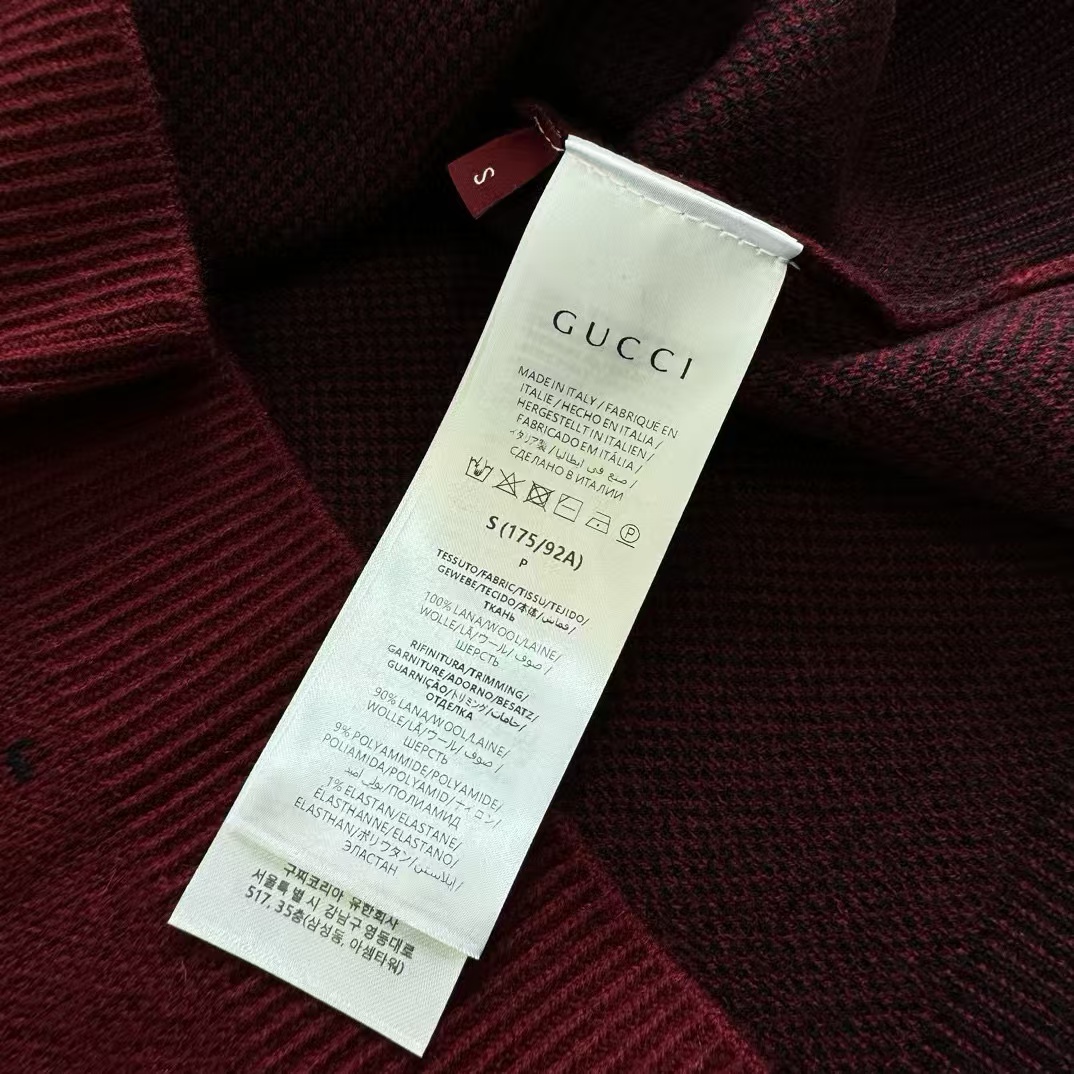 S
GUCCI
MADE IN ITALY / FABRIQUE EN
ITALIE / HECHO EN ITALIA /
HERGESTELLT IN ITALIEN /
FABRICADO EM ITÁLIA /
イタリア製 / صنع في ايطاليا /
СДЕЛАНО В ИТАЛИИ
P
S (175/92A)
P
TESSUTO/FABRIC/TISSU/TEJIDO/
GEWEBE/TECIDO/本体/قماش/
ТКАНЬ
100% LANA/WOOL/LAINE/
WOLLE/LÃ/ウール/صوف /
ШЕРСТЬ
RIFINITURA/TRIMMING/
GARNITURE/ADORNO/BESATZ/
GUARNIÇÃO/トリミング/حامات/
ОТДЕЛКА
90% LANA/WOOL/LAINE/
WOLLE/LÃ/ウール/صوف /
ШЕРСТЬ
9% POLYAMMIDE/POLYAMIDE/
POLIAMIDA/POLYAMID/ナイロン/
ПОЛИАМИД
1% ELASTAN/ELASTANE/
ELASTHANNE/ELASTANO/
ELASTHAN/ポリウタン/إيلاستين/
ЭЛАСТАН
구찌코리아 유한회사
서울특별시 강남구 영동대로
517, 35층(삼성동, 아셈타워)